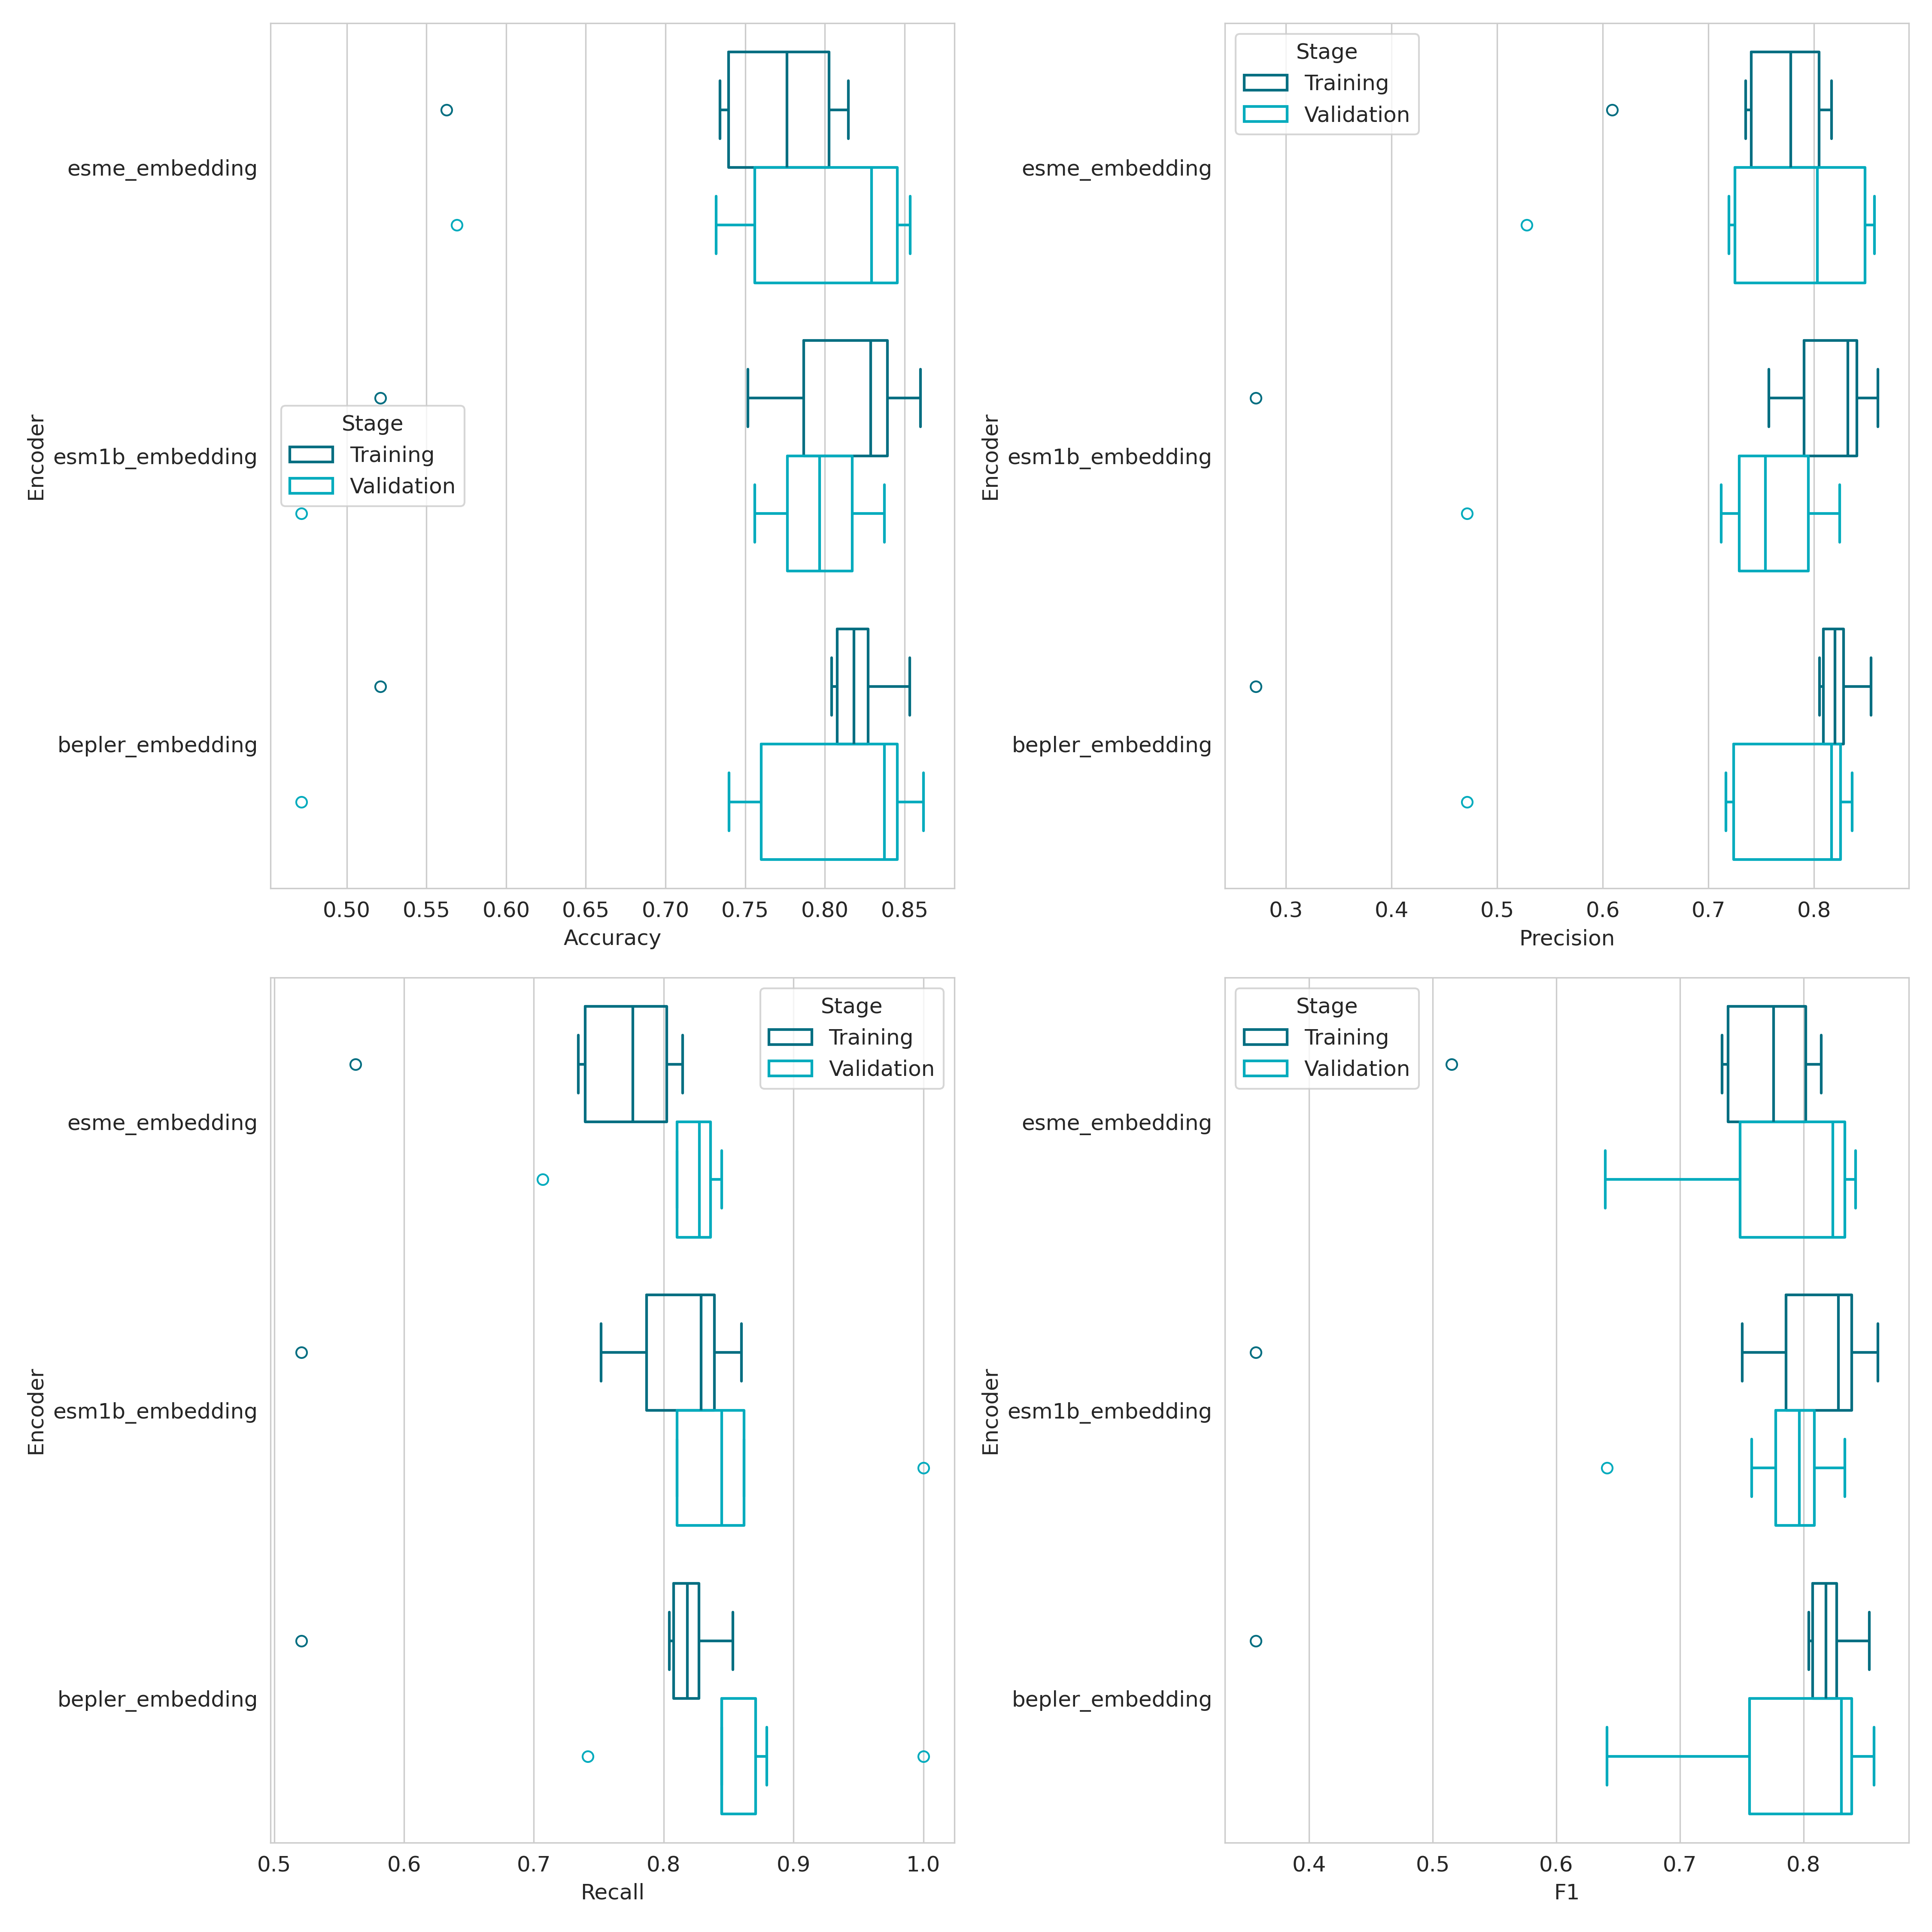 Encoder
esme_embedding
esm1b_embedding
bepler_embedding
Stage
Training
Validation
0.50 0.55 0.60 0.65 0.70 0.75 0.80 0.85
Accuracy
Encoder
esme_embedding
esm1b_embedding
bepler_embedding
Stage
Training
Validation
0.3 0.4 0.5 0.6 0.7 0.8
Precision
Encoder
esme_embedding
esm1b_embedding
bepler_embedding
Stage
Training
Validation
0.5 0.6 0.7 0.8 0.9 1.0
Recall
Encoder
esme_embedding
esm1b_embedding
bepler_embedding
Stage
Training
Validation
0.4 0.5 0.6 0.7 0.8
F1